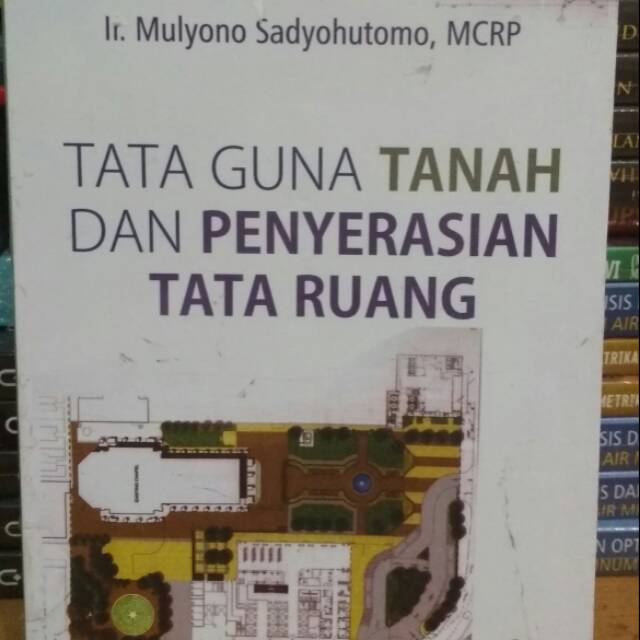 Ir. Mulyono Sadyohutomo, MCRP
TATA GUNA TANAH
DAN PENYERASIAN
TATA RUANG